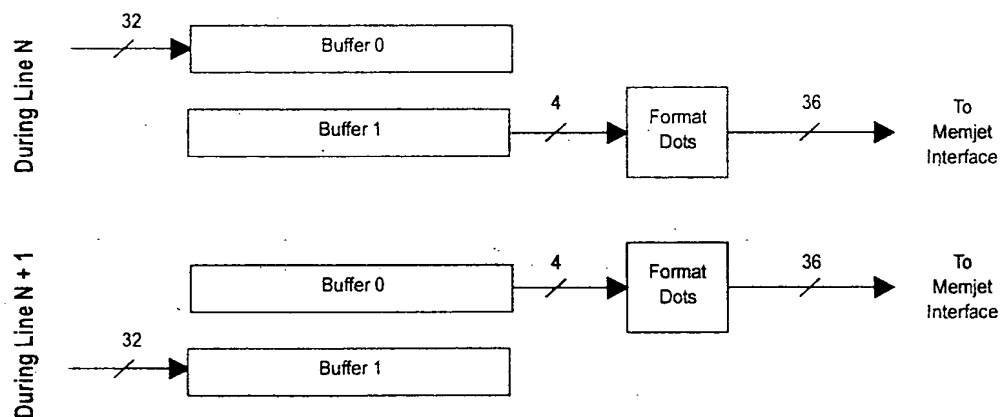 During Line N
32
Buffer 0
Buffer 1
4
Format
Dots
36
To
Memjet
Interface
During Line N + 1
Buffer 0
4
Format
Dots
36
To
Memjet
Interface
32
Buffer 1